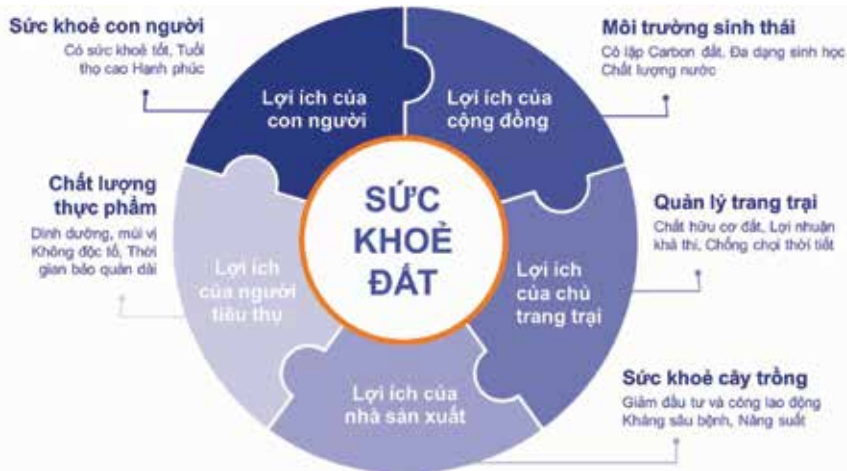 Sức khoẻ con người
Có sức khoẻ tốt, Tuổi
thọ cao Hạnh phúc
Môi trường sinh thái
Cô lập Carbon đất, Đa dạng sinh học
Chất lượng nước
Lợi ích của
con người
Lợi ích của
cộng đồng
Chất lượng
thực phẩm
Dinh dưỡng, mùi vị
Không độc tố, Thời
gian bảo quản dài
SỨC
KHOẺ
ĐẤT
Quản lý trang trại
Chất hữu cơ đất, Lợi nhuận
khả thi, Chống chọi thời tiết
Lợi ích
của người
tiêu thụ
Lợi ích
của chủ
trang trại
Lợi ích của
nhà sản xuất
Sức khoẻ cây trồng
Giảm đầu tư và công lao động
Kháng sâu bệnh, Năng suất